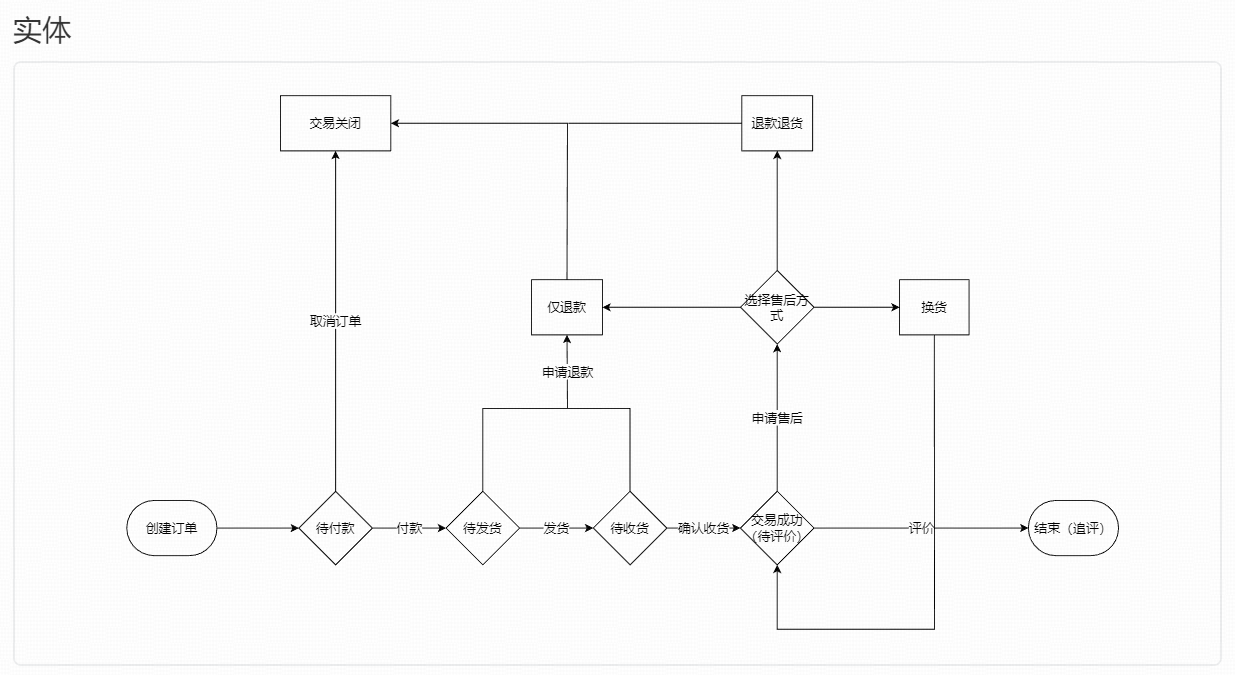 实体
交易关闭
退款退货
仅退款
选择售后方
式
换货
取消订单
申请退款
申请售后
创建订单
待付款
付款
待发货
发货
待收货
确认收货
交易成功
（待评价）
评价
结束（追评）